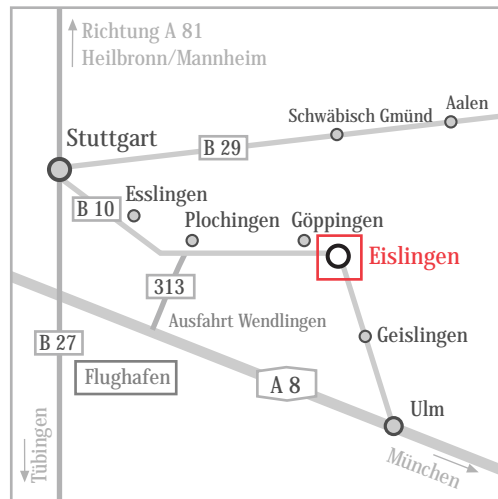 Richtung A 81
Heilbronn/Mannheim
Aalen
Schwäbisch Gmünd
Stuttgart
B 29
Esslingen
B 10
Plochingen
Göppingen
Eislingen
313
Ausfahrt Wendlingen
Geislingen
B 27
Flughafen
A 8
Ulm
Tübingen
München